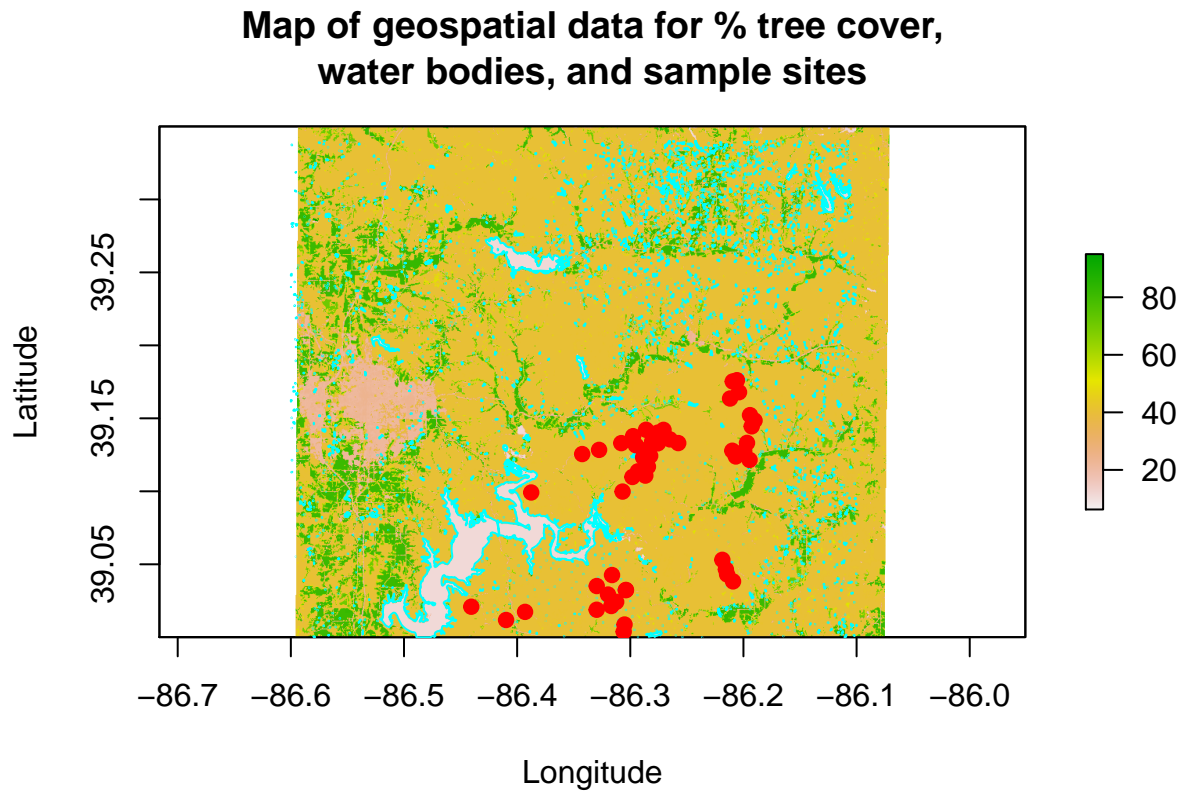 Map of geospatial data for % tree cover,
water bodies, and sample sites
Latitude
39.25
39.15
39.05
80
60
40
20
−86.7 −86.6 −86.5 −86.4 −86.3 −86.2 −86.1 −86.0
Longitude